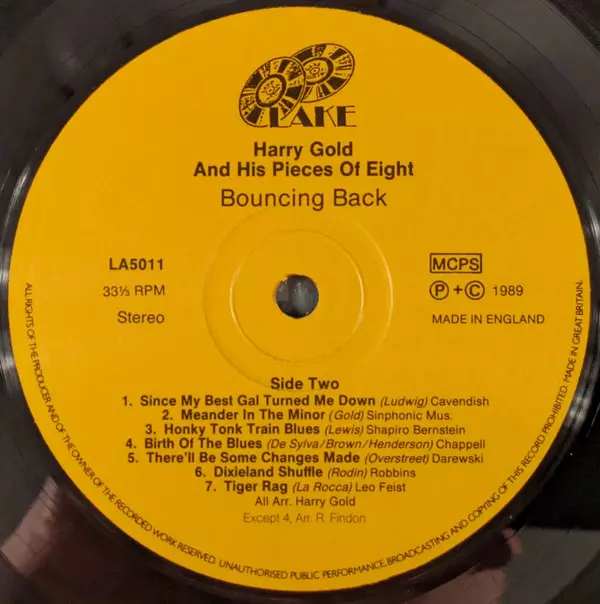 LAKE
Harry Gold
And His Pieces Of Eight
Bouncing Back
LA5011
33⅓ RPM
Stereo
MCPS
Ⓟ+Ⓒ 1989
MADE IN ENGLAND
Side Two
1. Since My Best Gal Turned Me Down (Ludwig) Cavendish
2. Meander In The Minor (Gold) Sinphonic Mus.
3. Honky Tonk Train Blues (Lewis) Shapiro Bernstein
4. Birth Of The Blues (De Sylva/Brown/Henderson) Chappell
5. There'll Be Some Changes Made (Overstreet) Darewski
6. Dixieland Shuffle (Rodin) Robbins
7. Tiger Rag (La Rocca) Leo Feist
All Arr. Harry Gold
Except 4, Arr. R. Findon
ALL RIGHTS OF THE PRODUCER AND OF THE OWNER OF THE RECORDED WORK RESERVED. UNAUTHORISED PUBLIC PERFORMANCE, BROADCASTING AND COPYING OF THIS RECORD PROHIBITED. MADE IN GREAT BRITAIN.